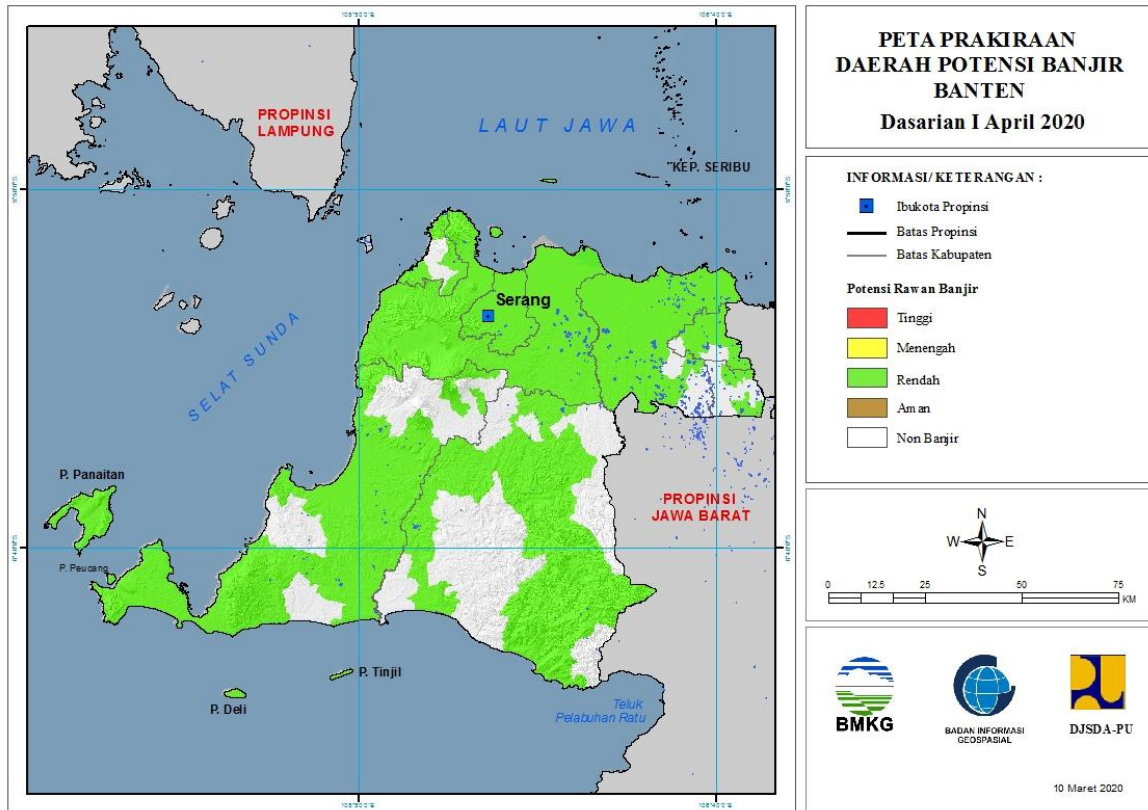 PETA PRAKIRAAN
DAERAH POTENSI BANJIR
BANTEN
Dasarian I April 2020
INFORMASI/ KETERANGAN :
Ibukota Propinsi
Batas Propinsi
Batas Kabupaten
Potensi Rawan Banjir
Tinggi
Menengah
Rendah
Aman
Non Banjir
N
W E
S
0 12.5 25 50 75
KM
BMKG
BADAN INFORMASI
GEOSPASIAL
DJSDA-PU
10 Maret 2020
PROPINSI
LAMPUNG
LAUT JAWA
KEP. SERIBU
Serang
SELAT SUNDA
P. Panaitan
PROPINSI
JAWA BARAT
P. Peucang
P. Tinjil
P. Deli
Teluk
Pelabuhan Ratu